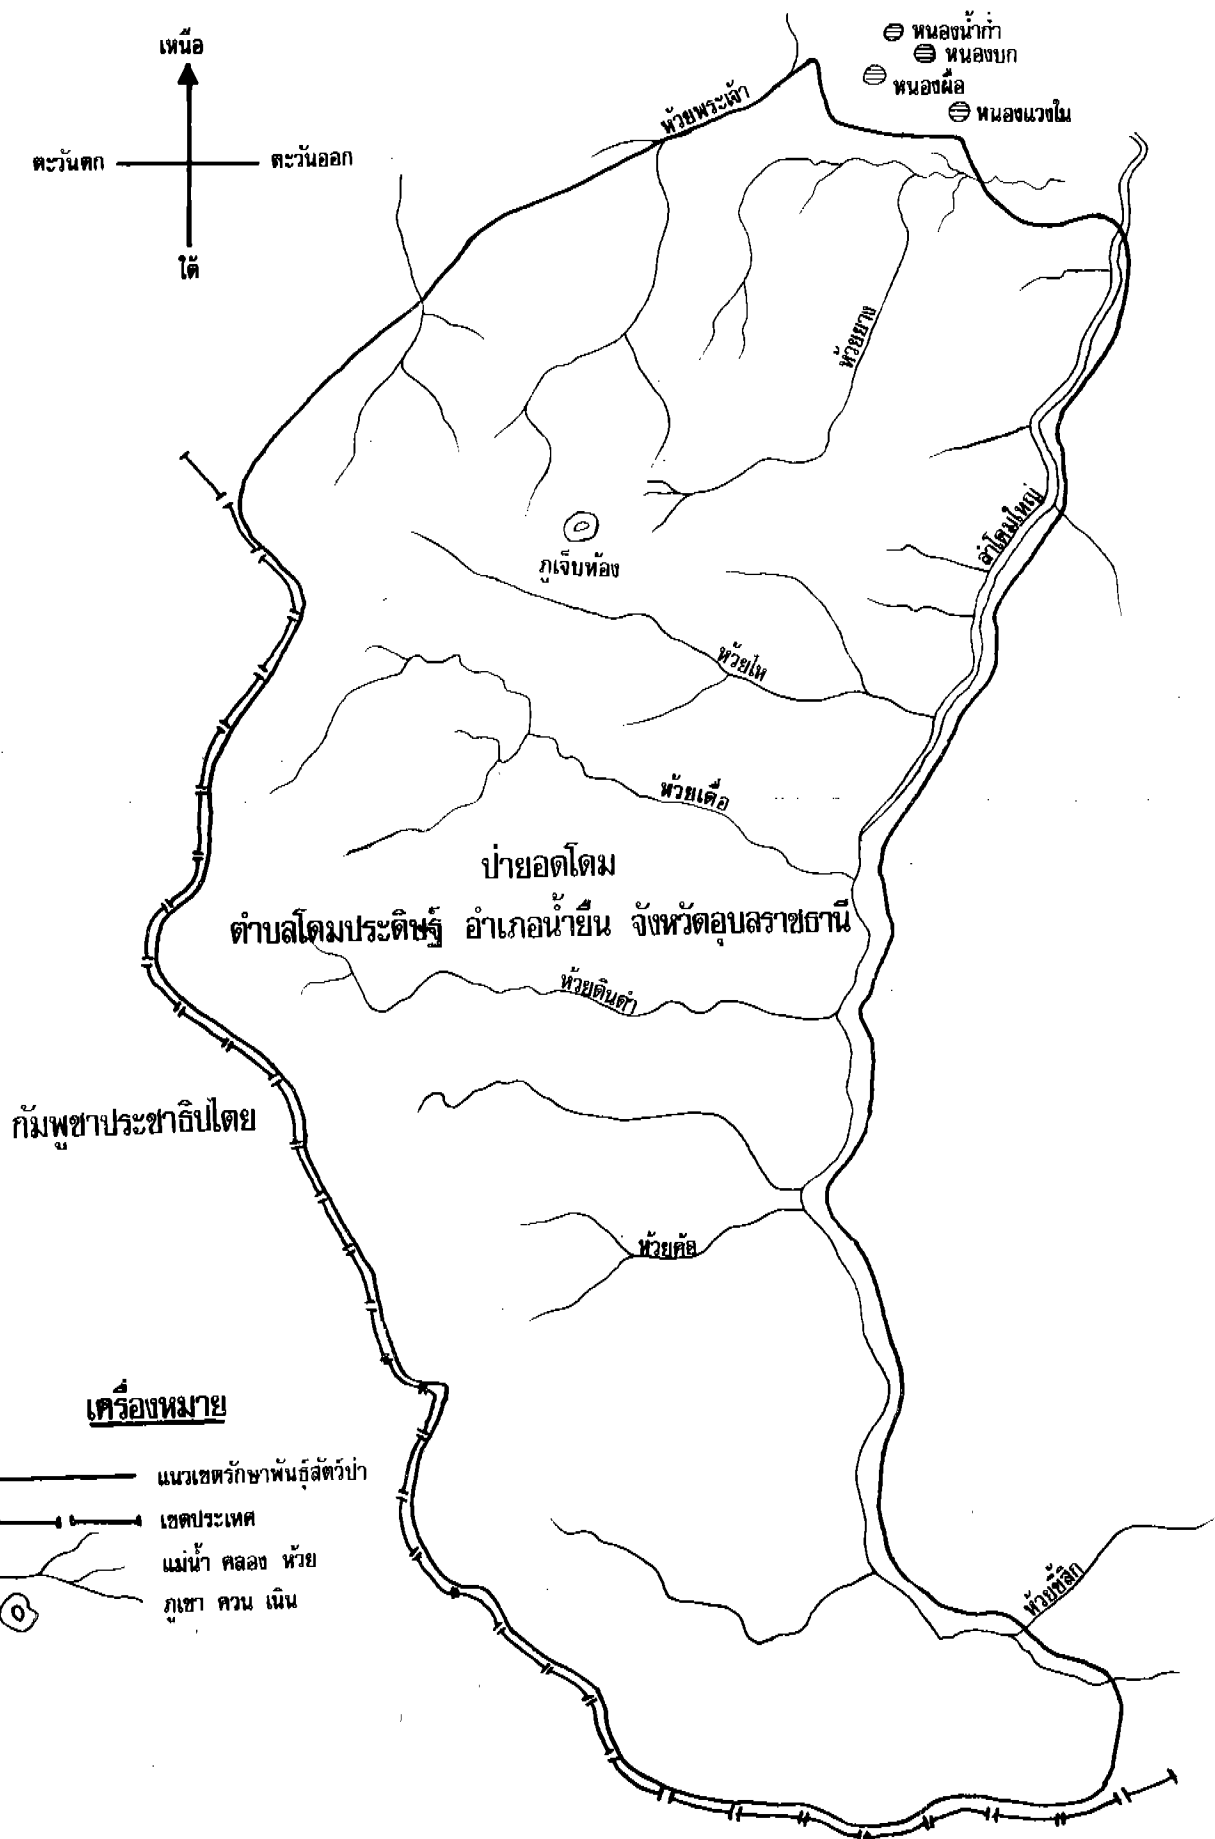 เหนือ
ตะวันตก
ตะวันออก
ใต้
หนองน้ำกำ
หนองบก
หนองผือ
หนองแวงใน
ห้วยพระเจ้า
ห้วยยาง
ลำโดมใหญ่
ภูเจ็บท้อง
ห้วยไห
ห้วยเดื่อ
ป่ายอดโดม
ตำบลโดมประดิษฐ์ อำเภอน้ำยืน จังหวัดอุบลราชธานี
ห้วยดินดำ
กัมพูชาประชาธิปไตย
ห้วยค้อ
เครื่องหมาย
แนวเขตรักษาพันธุ์สัตว์ป่า
เขตประเทศ
แม่น้ำ คลอง ห้วย
ภูเขา ควน เนิน
ห้วยขี้สิก